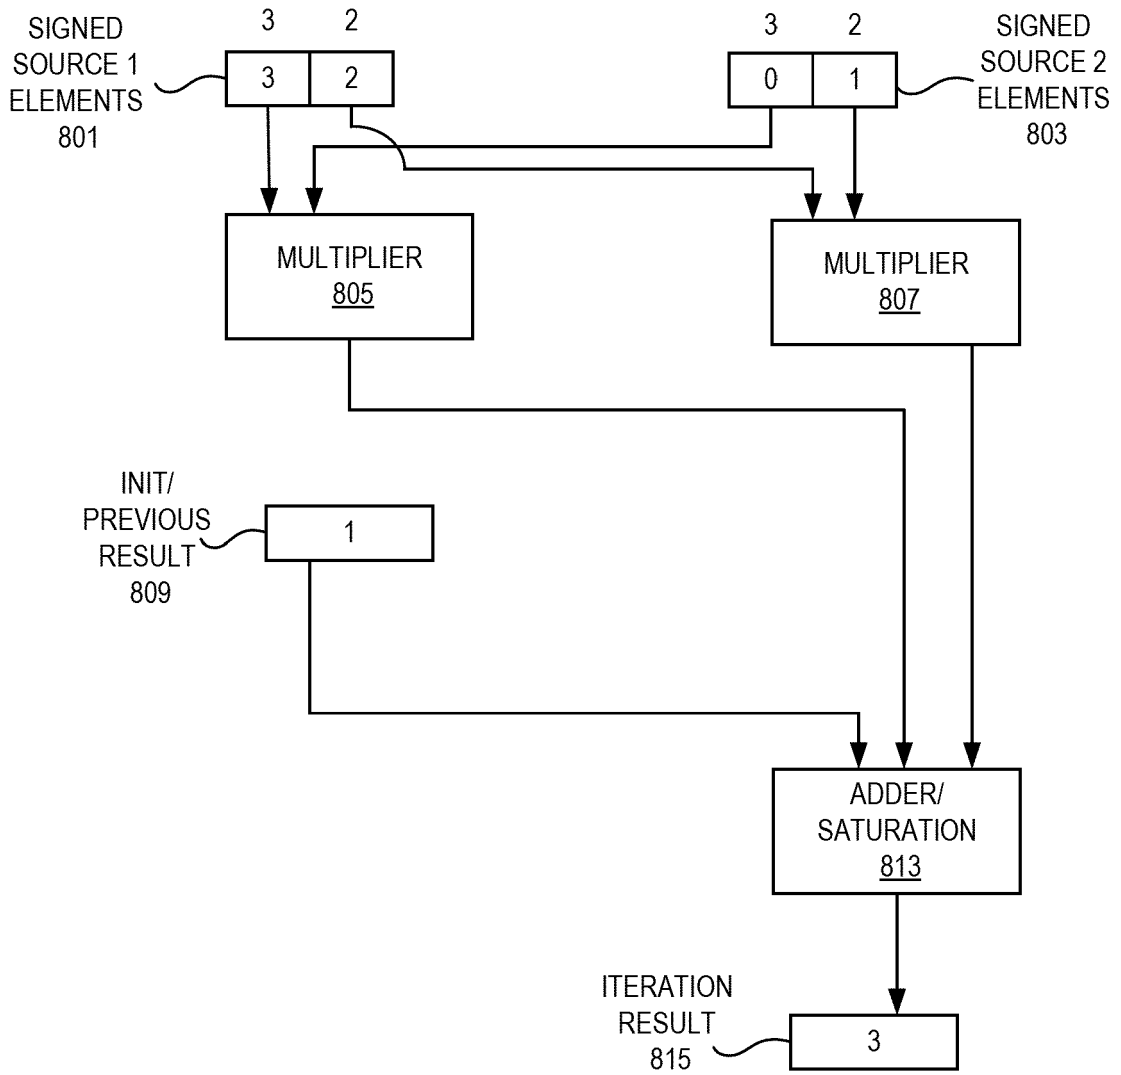 SIGNED
SOURCE 1
ELEMENTS
801
3 2
3 2
3 2
0 1
SIGNED
SOURCE 2
ELEMENTS
803
MULTIPLIER
805
MULTIPLIER
807
INIT/
PREVIOUS
RESULT
809
1
ADDER/
SATURATION
813
ITERATION
RESULT
815
3